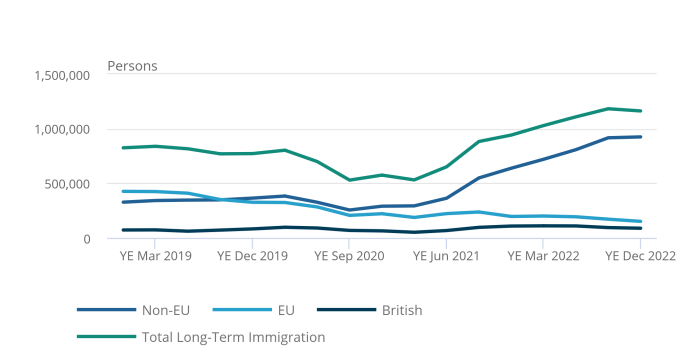 Persons
1,500,000
1,000,000
500,000
0
YE Mar 2019 YE Dec 2019 YE Sep 2020 YE Jun 2021 YE Mar 2022 YE Dec 2022
Non-EU EU British
Total Long-Term Immigration